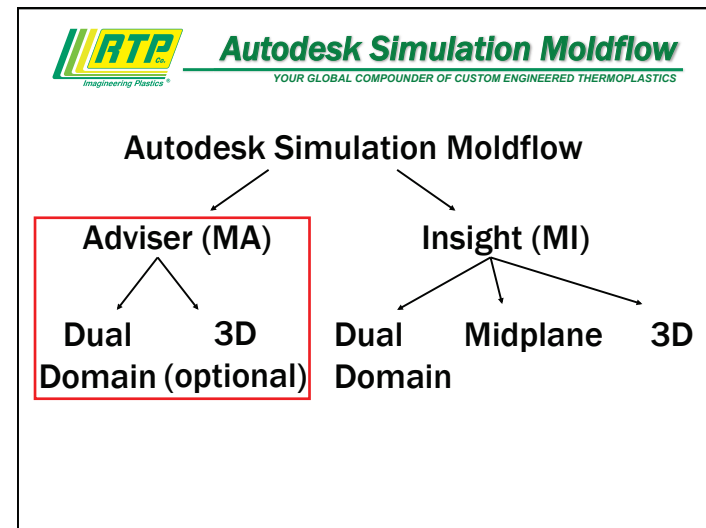 RTP
Co.
Imagineering Plastics®
Autodesk Simulation Moldflow
YOUR GLOBAL COMPOUNDER OF CUSTOM ENGINEERED THERMOPLASTICS
Autodesk Simulation Moldflow
Adviser (MA) Insight (MI)
Dual 3D Dual Midplane 3D
Domain (optional) Domain